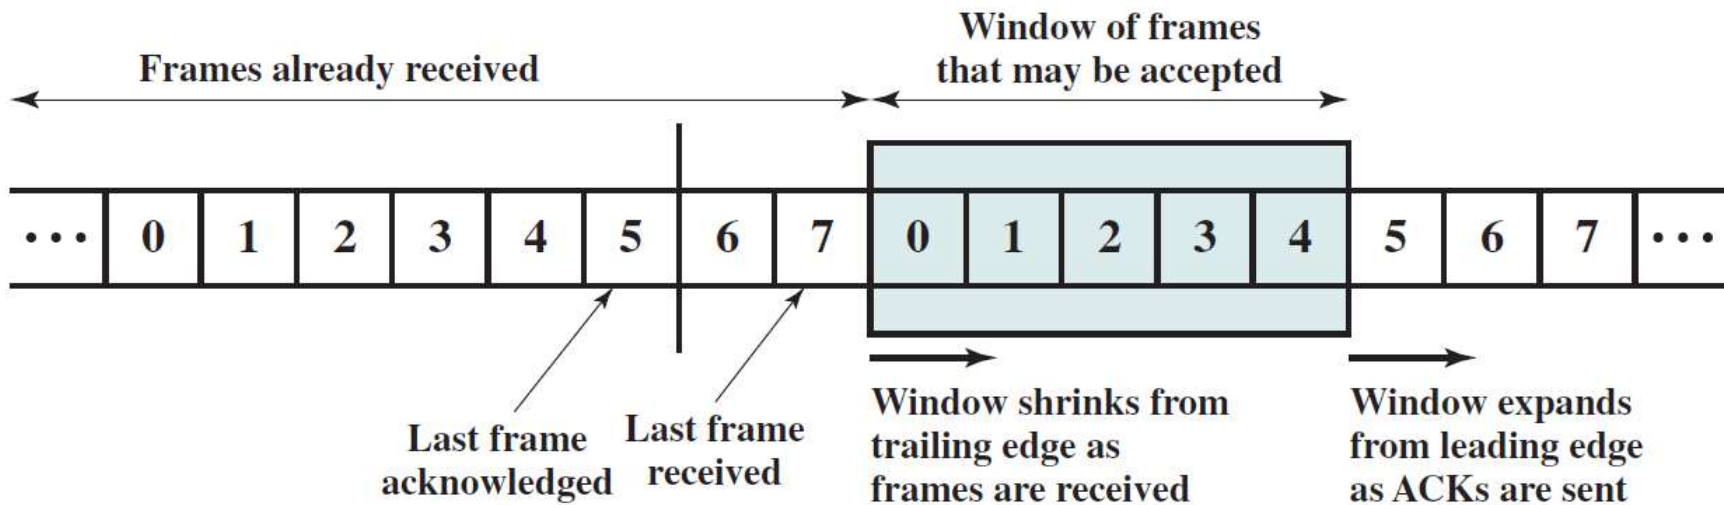 Window of frames
that may be accepted
Frames already received
••• 0 1 2 3 4 5 6 7 0 1 2 3 4 5 6 7 •••
Last frame
acknowledged
Last frame
received
Window shrinks from
trailing edge as
frames are received
Window expands
from leading edge
as ACKs are sent